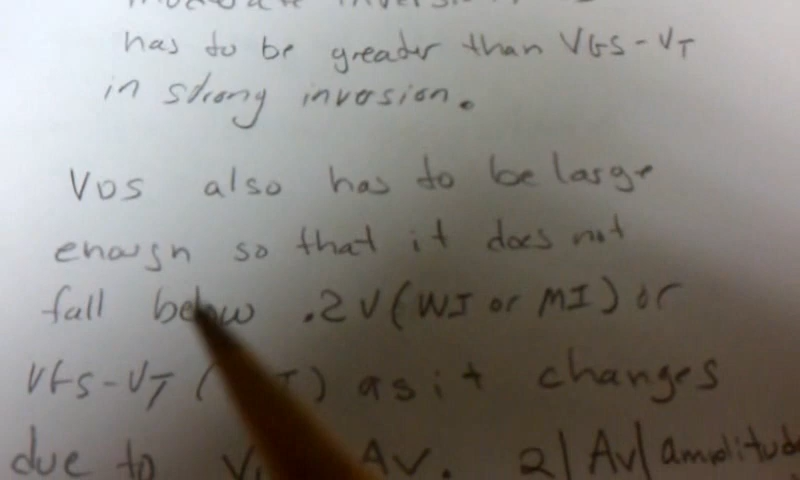 has to be greater than VGS-VT
in strong inversion.
VDS also has to be large
enough so that it does not
fall below .2V (WI or MI) or
VGS-VT ( ) as it changes
due to AV. 2|Av|